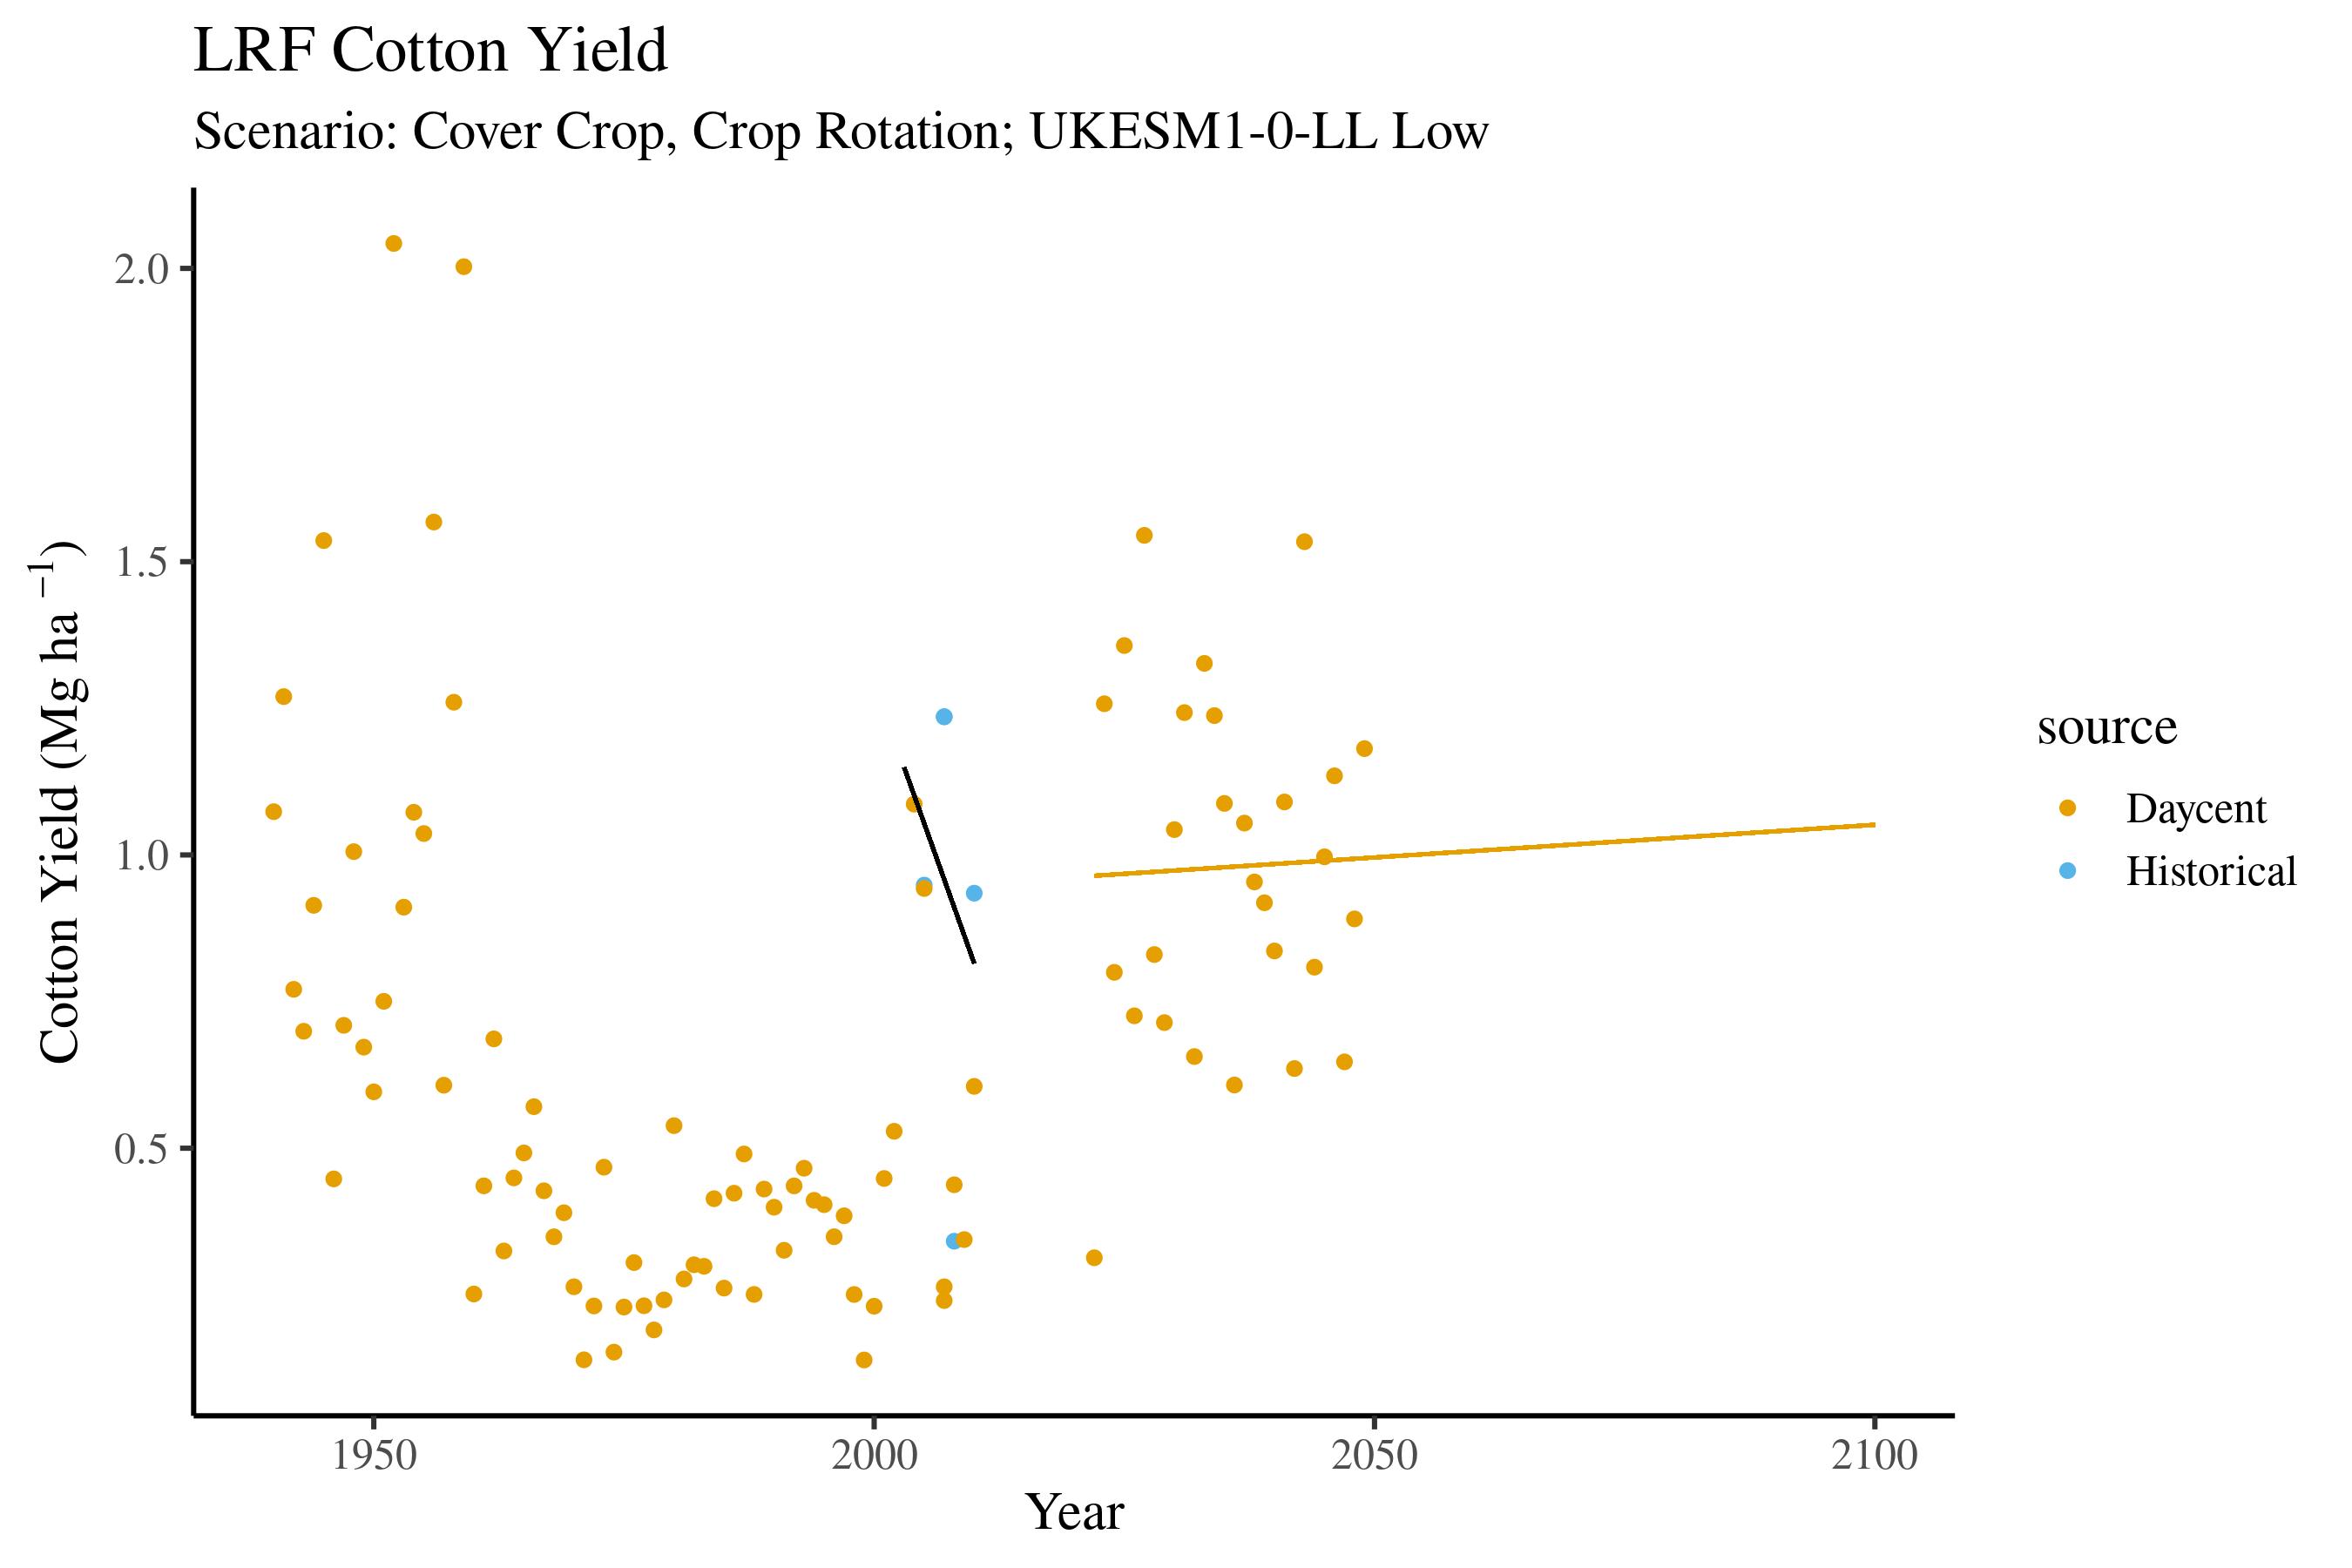 LRF Cotton Yield
Scenario: Cover Crop, Crop Rotation; UKESM1-0-LL Low
Cotton Yield (Mg ha ⁻¹)
2.0
1.5
1.0
0.5
1950 2000 2050 2100
Year
source
Daycent
Historical